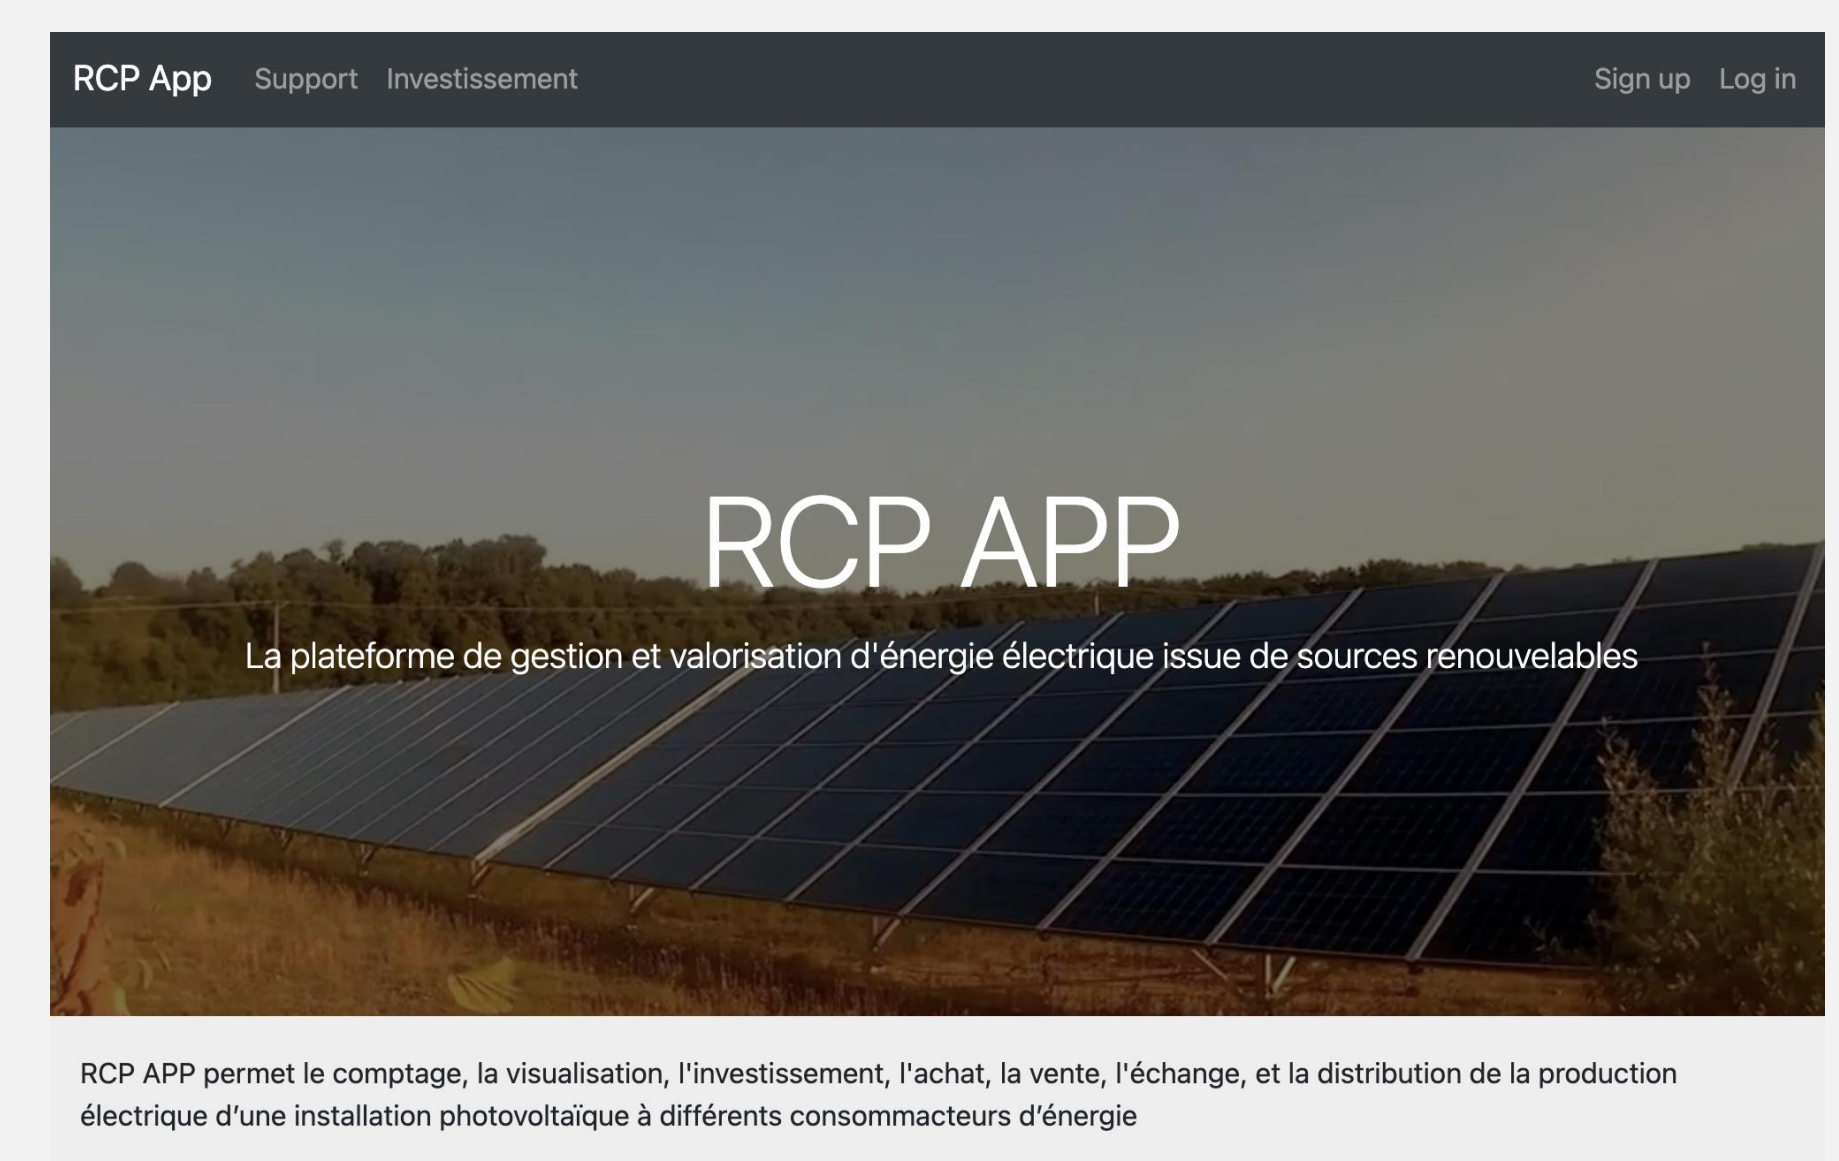 RCP App Support Investissement Sign up Log in
RCP APP
La plateforme de gestion et valorisation d'énergie électrique issue de sources renouvelables
RCP APP permet le comptage, la visualisation, l'investissement, l'achat, la vente, l'échange, et la distribution de la production
électrique d’une installation photovoltaïque à différents consommacteurs d’énergie